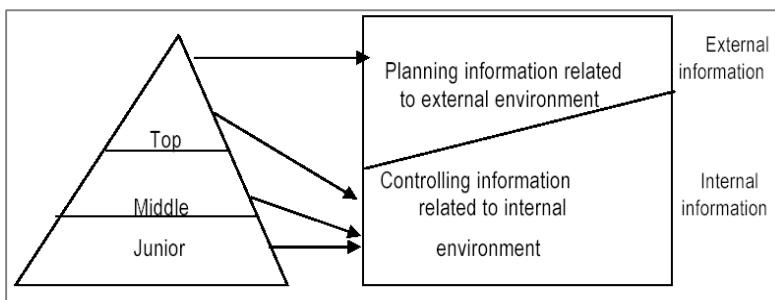 Top
Middle
Junior
Planning information related
to external environment
Controlling information
related to internal
environment
External
information
Internal
information